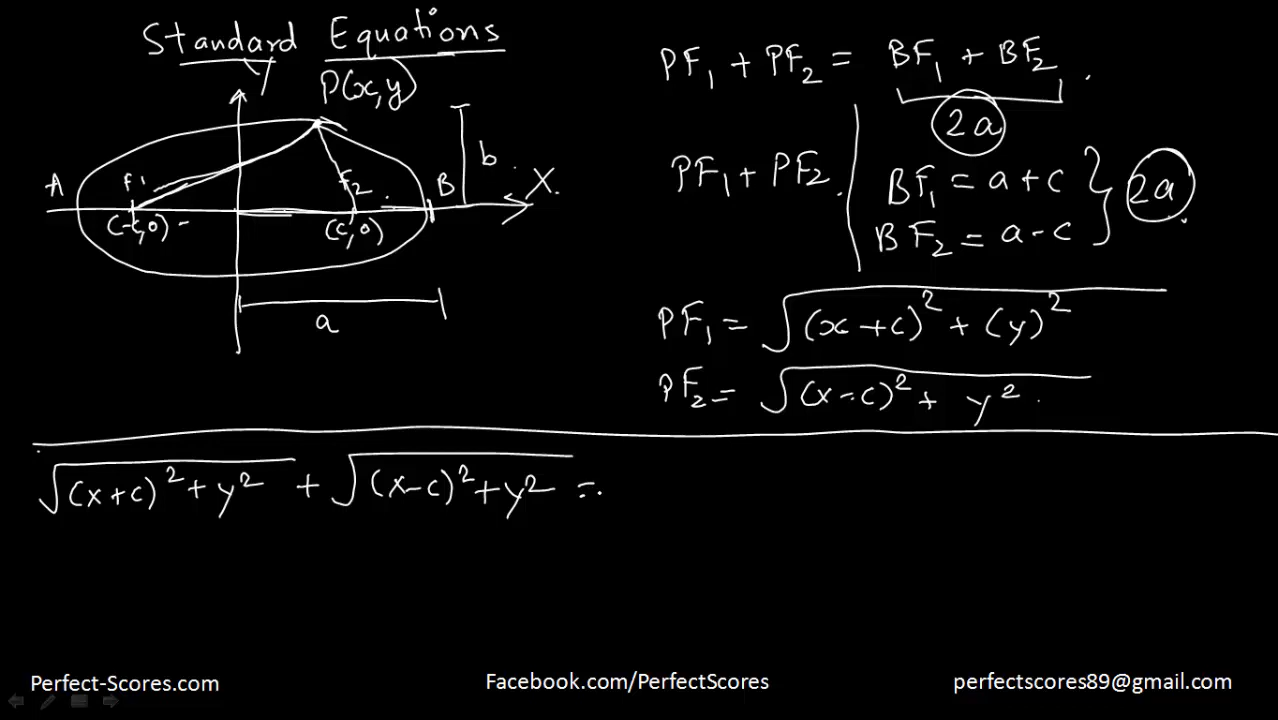 Standard Equations
Y
P(x,y)
b
A
F1
F2
B
X
(-c,0)
(c,0)
a
PF₁ + PF₂ = BF₁ + BF₂
2a
PF₁ + PF₂
BF₁ = a + c
BF₂ = a - c
2a
PF₁ = √(x + c)² + (y)²
PF₂ = √(x - c)² + y²
√(x + c)² + y² + √(x - c)² + y² =
Perfect-Scores.com
Facebook.com/PerfectScores
perfectscores89@gmail.com